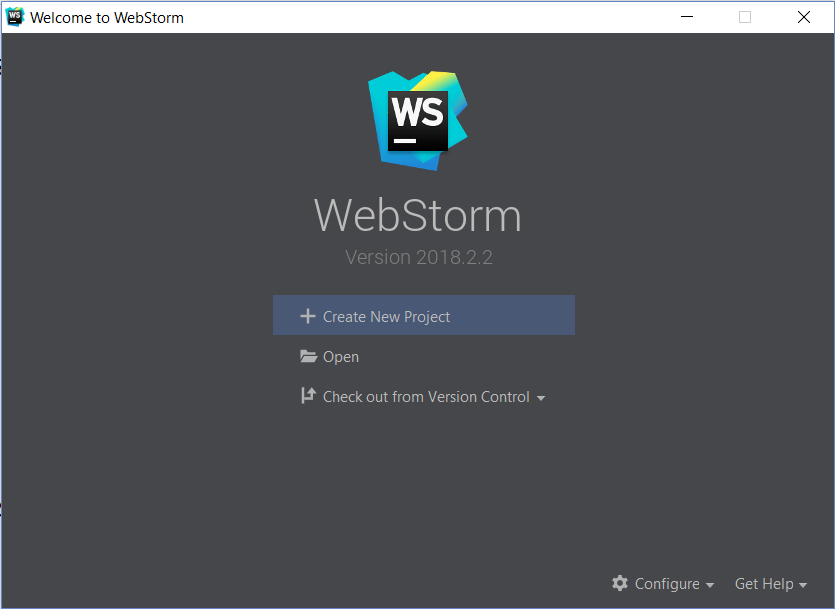 Welcome to WebStorm
WS
WS
WebStorm
Version 2018.2.2
Create New Project
Open
Check out from Version Control
Configure
Get Help